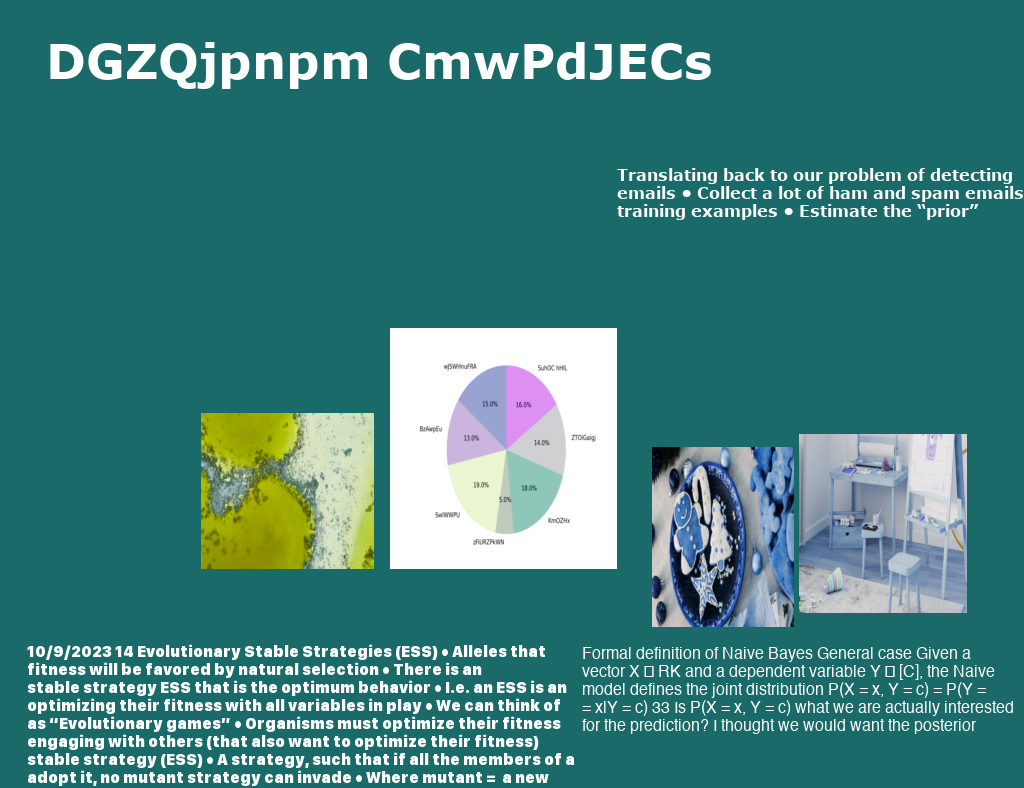 DGZQjpnpm CmwPdJECs
Translating back to our problem of detecting
emails • Collect a lot of ham and spam emails
training examples • Estimate the “prior”
wJSWHnuFRA
SuhOC hHIL
BzAwpEu
15.0%
16.0%
ZTOiGaigj
13.0%
14.0%
19.0%
18.0%
5.0%
SwiWWPU
KmOZHx
zFiURZPkWN
10/9/2023 14 Evolutionary Stable Strategies (ESS) • Alleles that
fitness will be favored by natural selection • There is an
stable strategy ESS that is the optimum behavior • I.e. an ESS is an
optimizing their fitness with all variables in play • We can think of
as “Evolutionary games” • Organisms must optimize their fitness
engaging with others (that also want to optimize their fitness)
stable strategy (ESS) • A strategy, such that if all the members of a
adopt it, no mutant strategy can invade • Where mutant = a new
Formal definition of Naive Bayes General case Given a
vector X □ RK and a dependent variable Y □ [C], the Naive
model defines the joint distribution P(X = x, Y = c) = P(Y =
= x|Y = c) 33 Is P(X = x, Y = c) what we are actually interested
for the prediction? I thought we would want the posterior